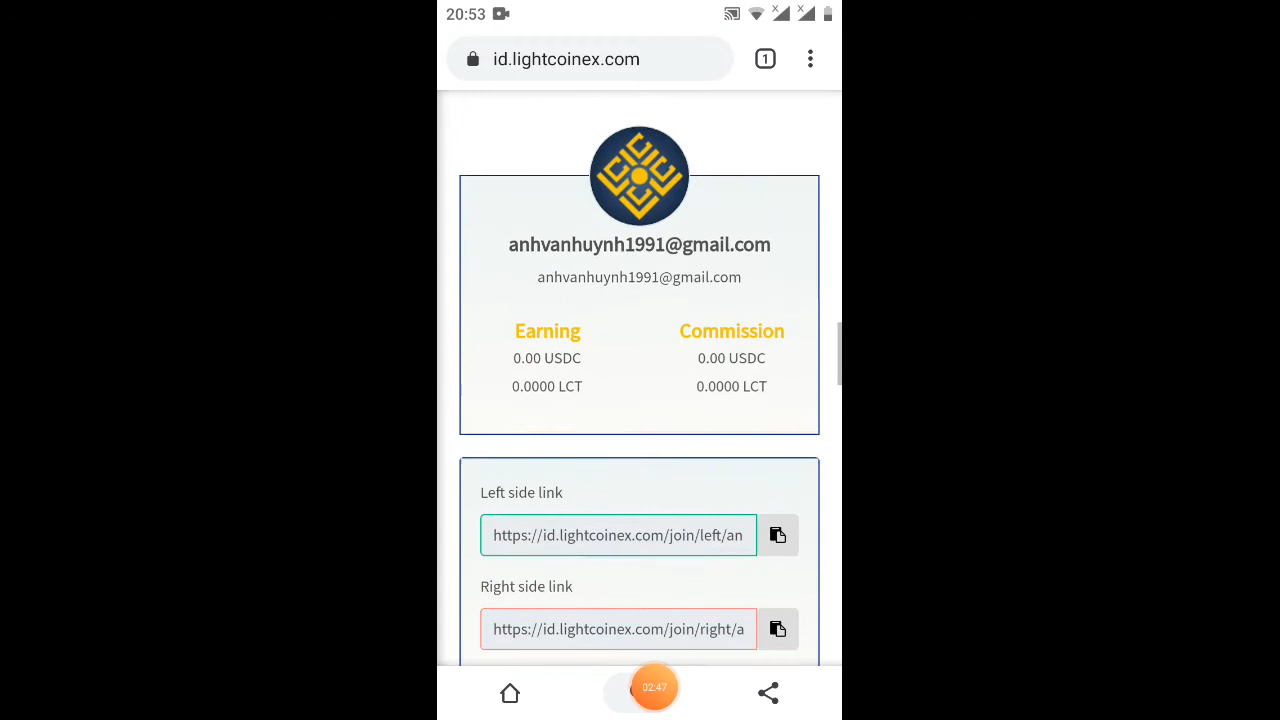 20:53
id.lightcoinex.com
1
anhvanhuynh1991@gmail.com
anhvanhuynh1991@gmail.com
Earning Commission
0.00 USDC 0.00 USDC
0.0000 LCT 0.0000 LCT
Left side link
https://id.lightcoinex.com/join/left/an
Right side link
https://id.lightcoinex.com/join/right/a
02:47